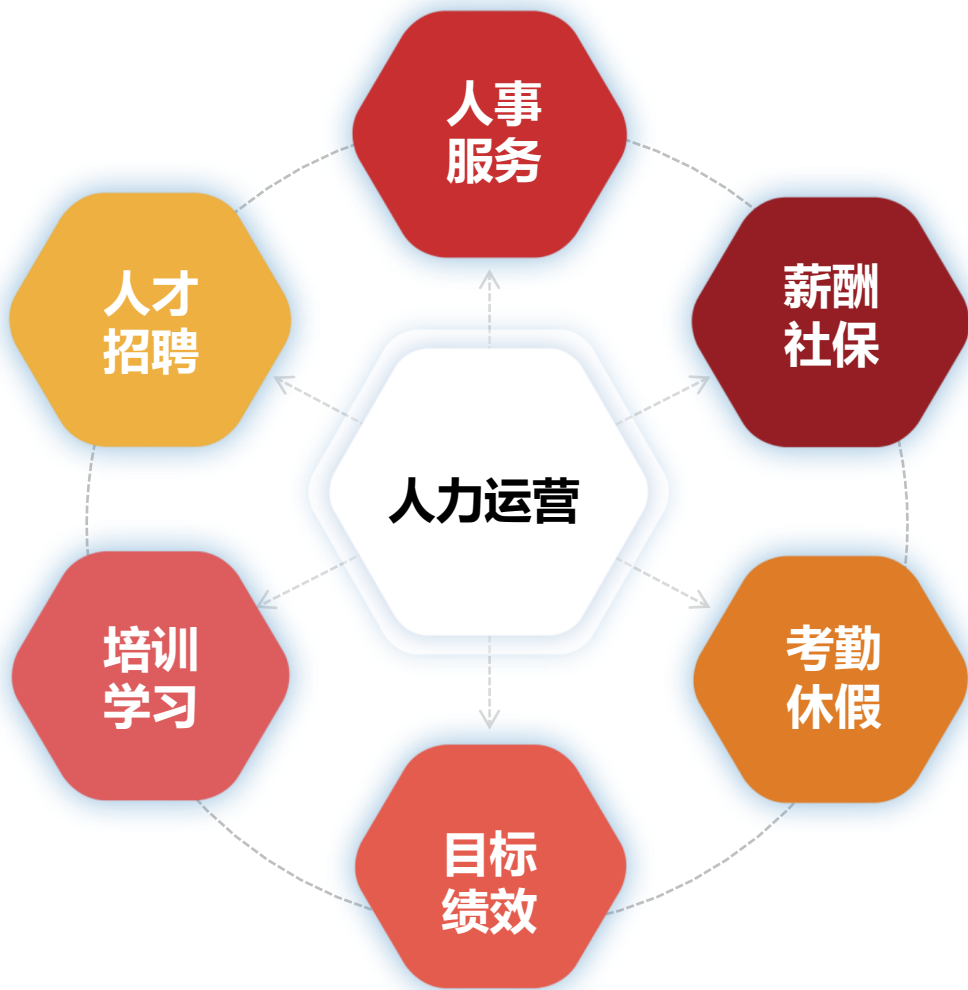 人事
服务
人才
招聘
薪酬
社保
人力运营
培训
学习
考勤
休假
目标
绩效